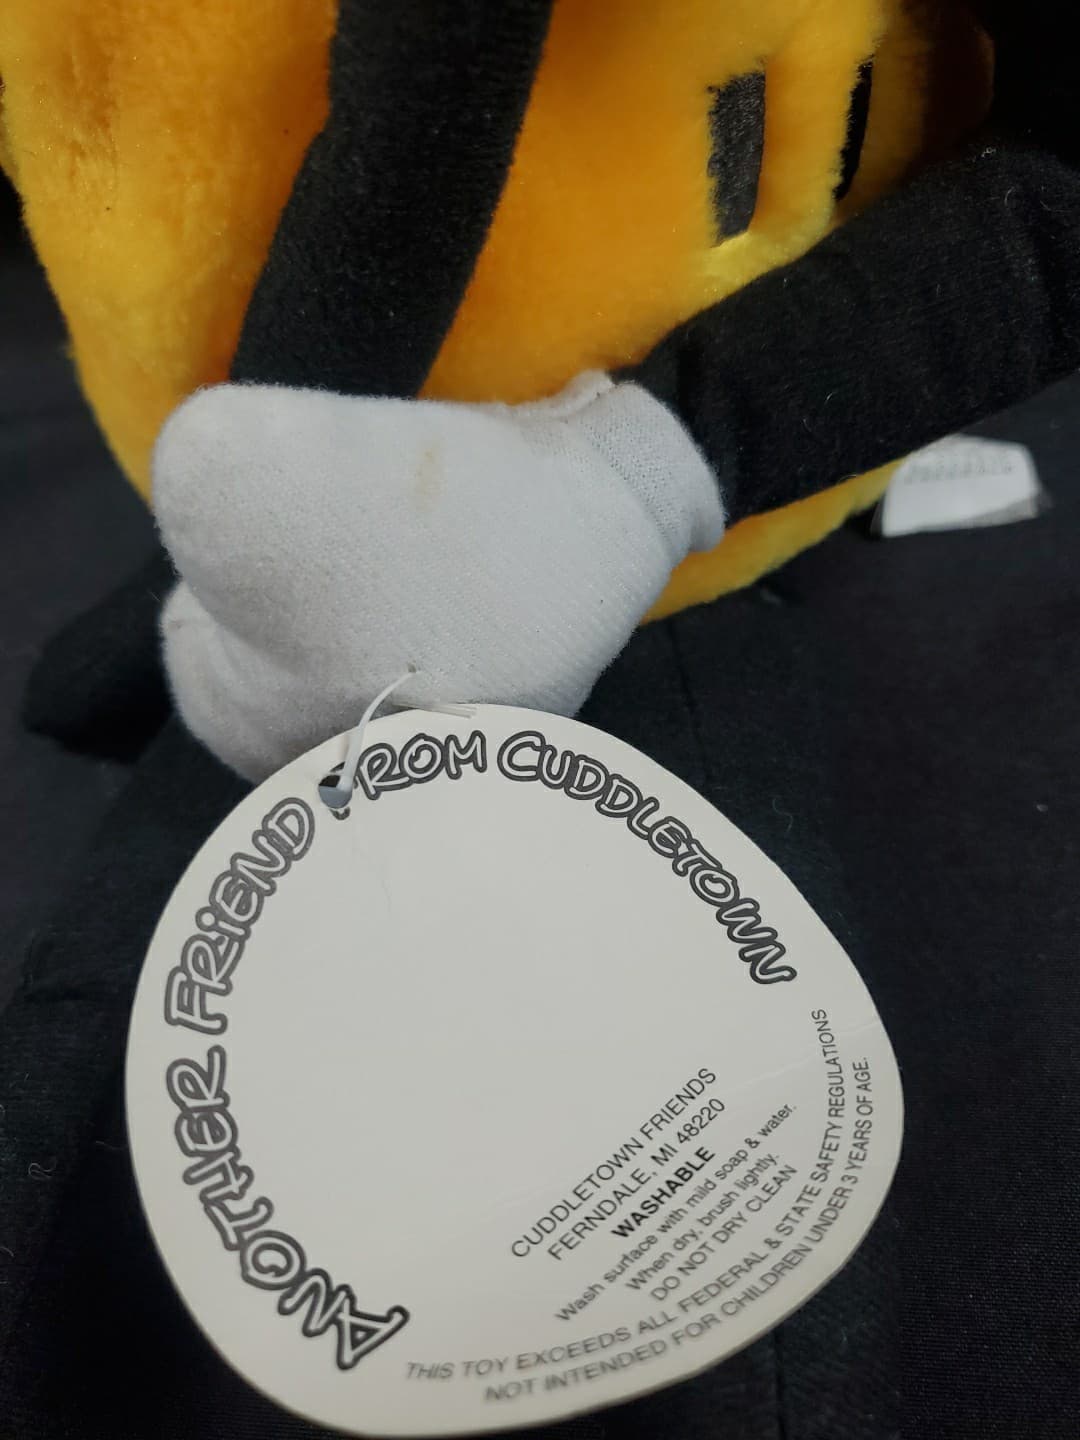 ANOTHER FRIEND FROM CUDDLETOWN
CUDDLETOWN FRIENDS
FERNDALE, MI 48220
WASHABLE
Wash surface with mild soap & water.
When dry, brush lightly.
DO NOT DRY CLEAN
THIS TOY EXCEEDS ALL FEDERAL & STATE SAFETY REGULATIONS
NOT INTENDED FOR CHILDREN UNDER 3 YEARS OF AGE.